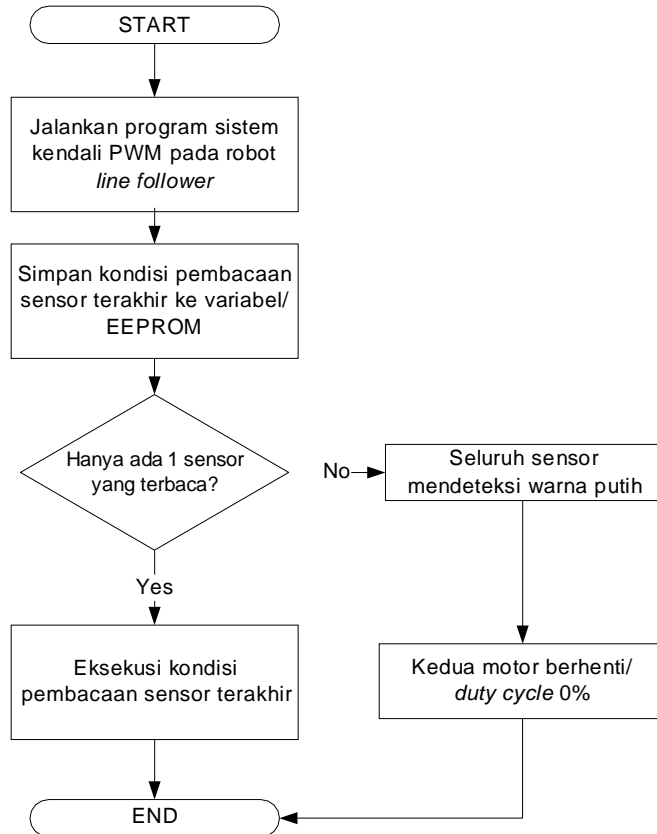 START
Jalankan program sistem
kendali PWM pada robot
line follower
Simpan kondisi pembacaan
sensor terakhir ke variabel/
EEPROM
Hanya ada 1 sensor
yang terbaca?
No
Seluruh sensor
mendeteksi warna putih
Yes
Eksekusi kondisi
pembacaan sensor terakhir
Kedua motor berhenti/
duty cycle 0%
END